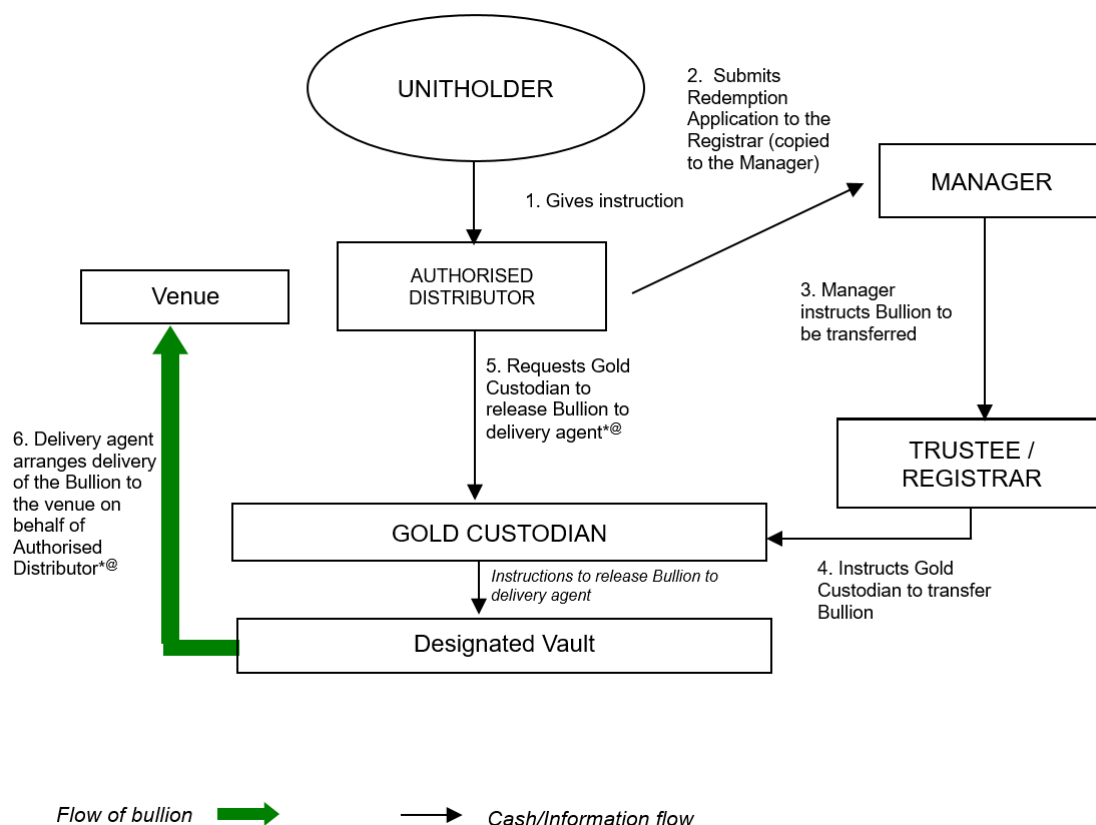 UNITHOLDER
2. Submits
Redemption
Application to the
Registrar (copied
to the Manager)
MANAGER
1. Gives instruction
AUTHORISED
DISTRIBUTOR
Venue
3. Manager
instructs Bullion to
be transferred
5. Requests Gold
Custodian to
release Bullion to
delivery agent*@
6. Delivery agent
arranges delivery
of the Bullion to
the venue on
behalf of
Authorised
Distributor*@
TRUSTEE /
REGISTRAR
GOLD CUSTODIAN
4. Instructs Gold
Custodian to transfer
Bullion
Instructions to release Bullion to
delivery agent
Designated Vault
Flow of bullion
Cash/Information flow